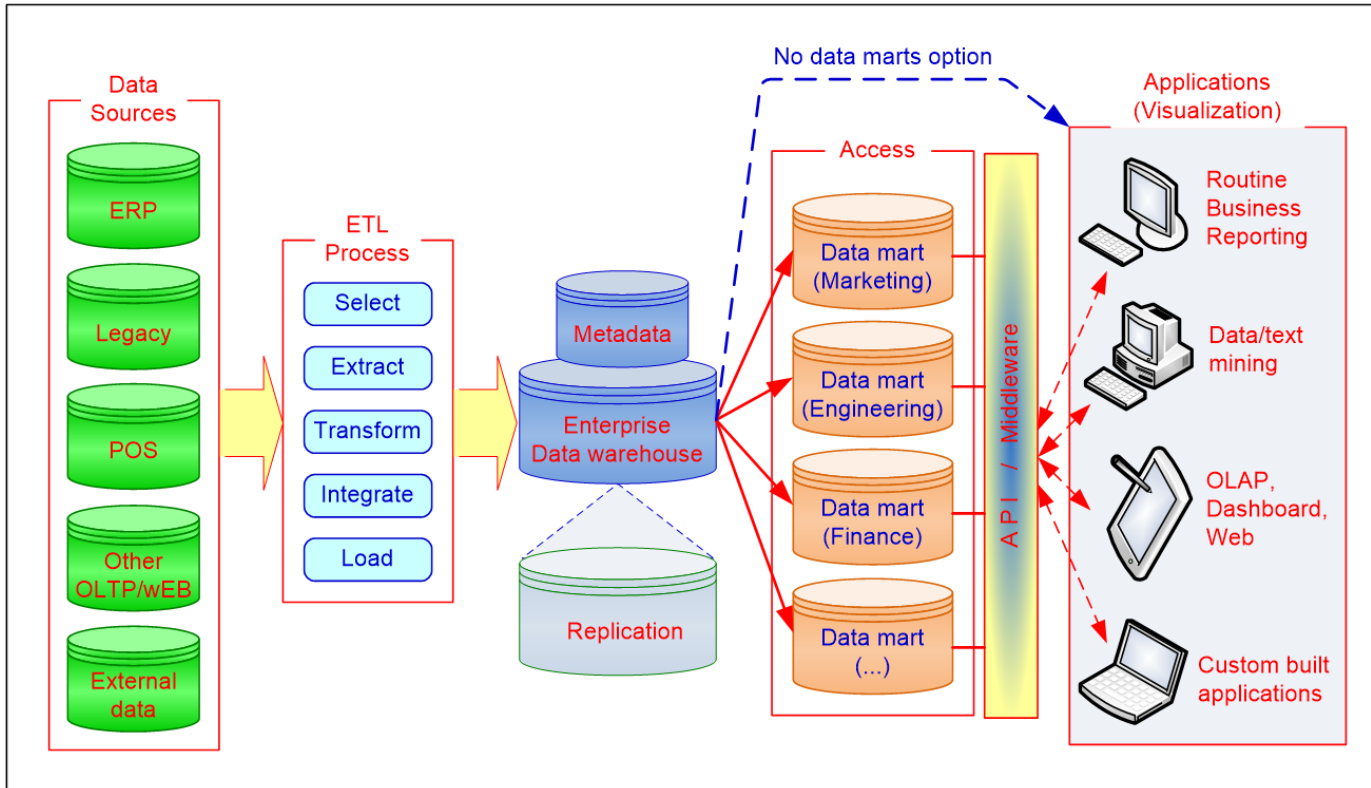 Data
Sources
ERP
Legacy
POS
Other
OLTP/wEB
External
data
ETL
Process
Select
Extract
Transform
Integrate
Load
Metadata
Enterprise
Data warehouse
Replication
No data marts option
Access
Data mart
(Marketing)
Data mart
(Engineering)
Data mart
(Finance)
Data mart
(...)
API / Middleware
Applications
(Visualization)
Routine
Business
Reporting
Data/text
mining
OLAP,
Dashboard,
Web
Custom built
applications